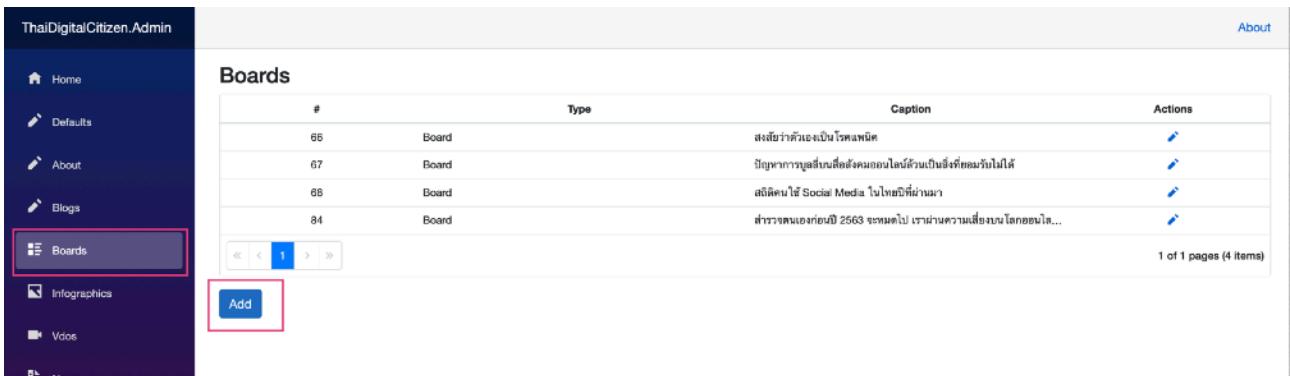 ThaiDigitalCitizen.Admin
About
Home
Defaults
About
Blogs
Boards
Infographics
Vdos
Boards
# Type Caption Actions
66 Board สงสัยว่าตัวเองเป็นโรคแพนิค
67 Board ปัญหาการบูลลี่บนสื่อสังคมออนไลน์ล้วนเป็นสิ่งที่ยอมรับไม่ได้
68 Board สถิติคนใช้ Social Media ในไทยปีที่ผ่านมา
84 Board สำรวจตนเองก่อนปี 2563 จะหมดไป เราผ่านความเสี่ยงบนโลกออนไล...
« < 1 > »
1 of 1 pages (4 items)
Add